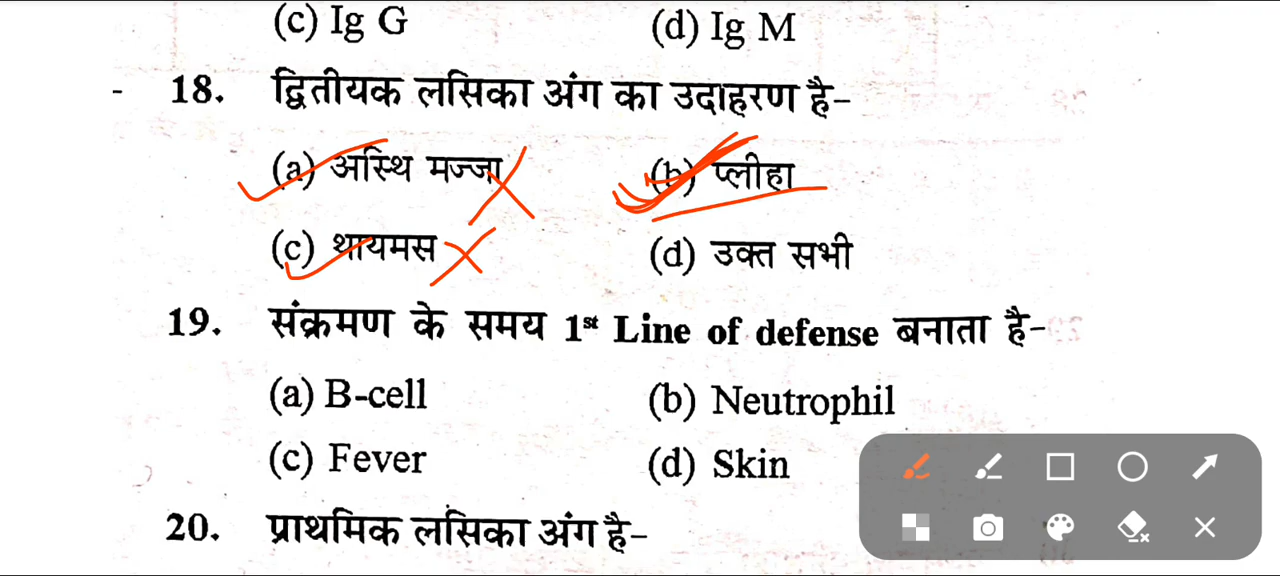 (c) Ig G (d) Ig M
- 18. द्वितीयक लसिका अंग का उदाहरण है–
(a) अस्थि मज्जा (b) प्लीहा
(c) थायमस (d) उक्त सभी
19. संक्रमण के समय 1st Line of defense बनाता है–
(a) B-cell (b) Neutrophil
(c) Fever (d) Skin
20. प्राथमिक लसिका अंग है–